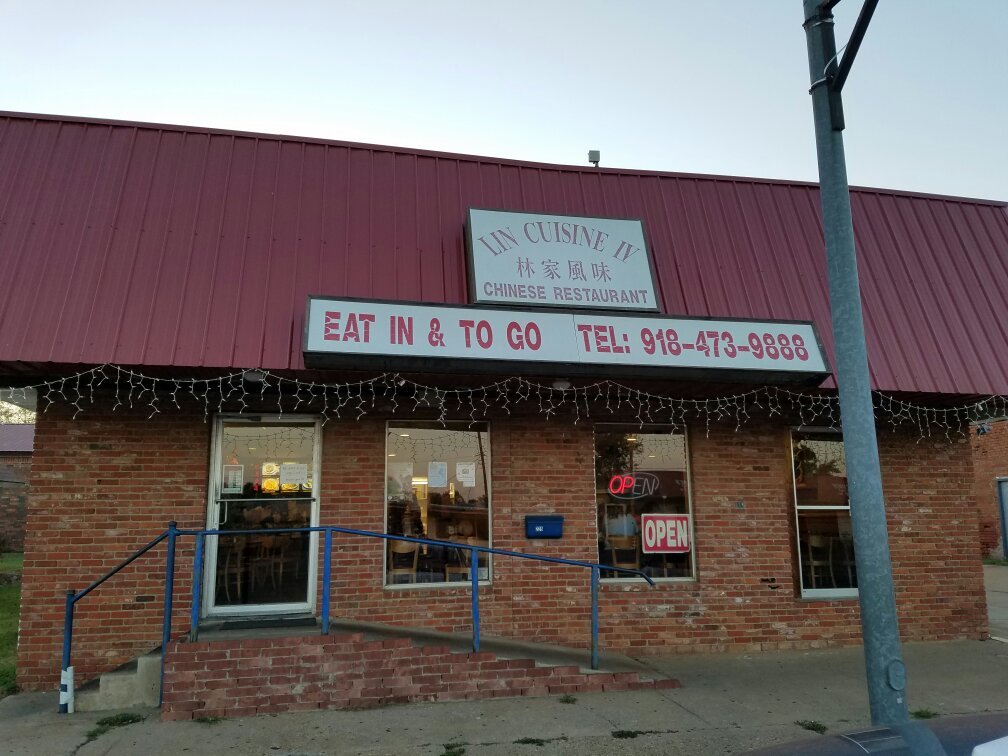 LIN CUISINE IV
林家風味
CHINESE RESTAURANT
EAT IN & TO GO TEL: 918-473-9888
OPEN
OPEN